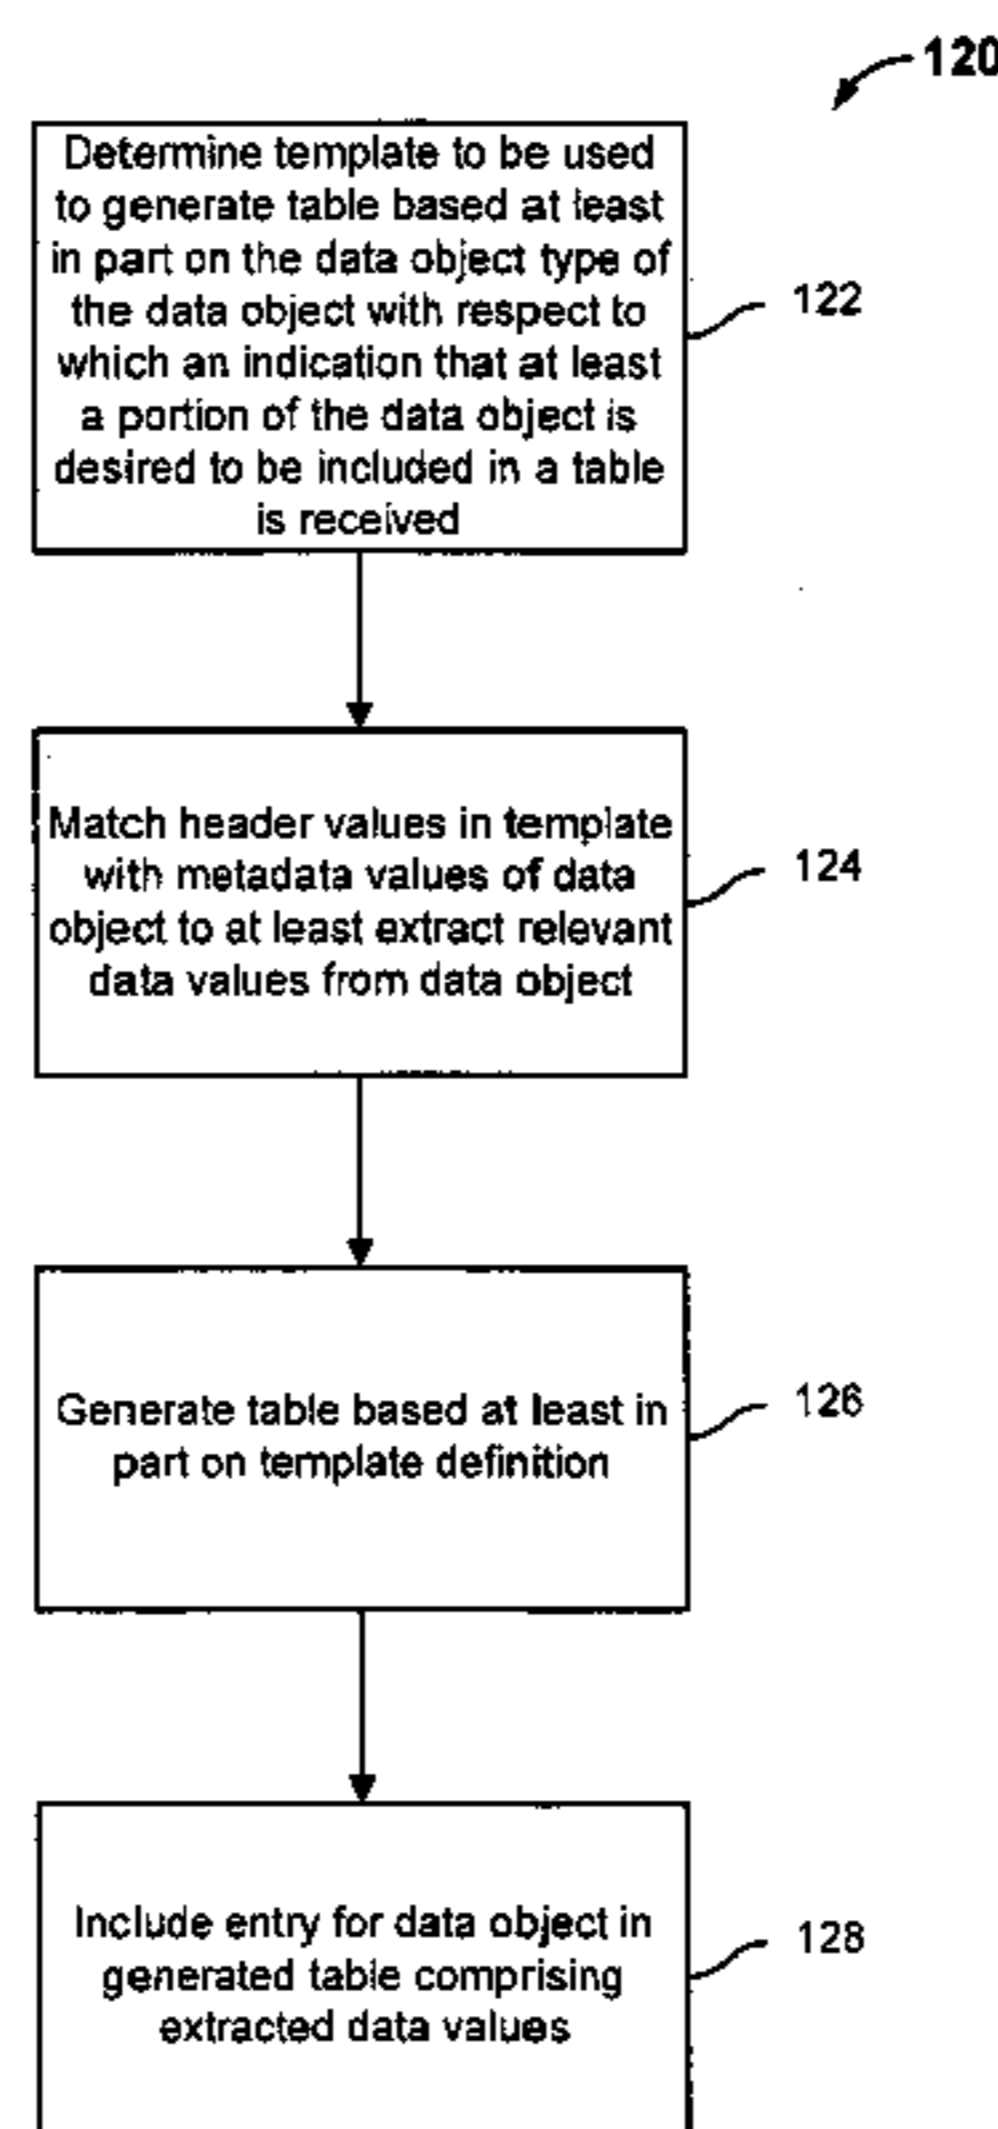 120
Determine template to be used
to generate table based at least
in part on the data object type of
the data object with respect to
which an indication that at least
a portion of the data object is
desired to be included in a table
is received
122
Match header values in template
with metadata values of data
object to at least extract relevant
data values from data object
124
Generate table based at least in
part on template definition
126
Include entry for data object in
generated table comprising
extracted data values
128